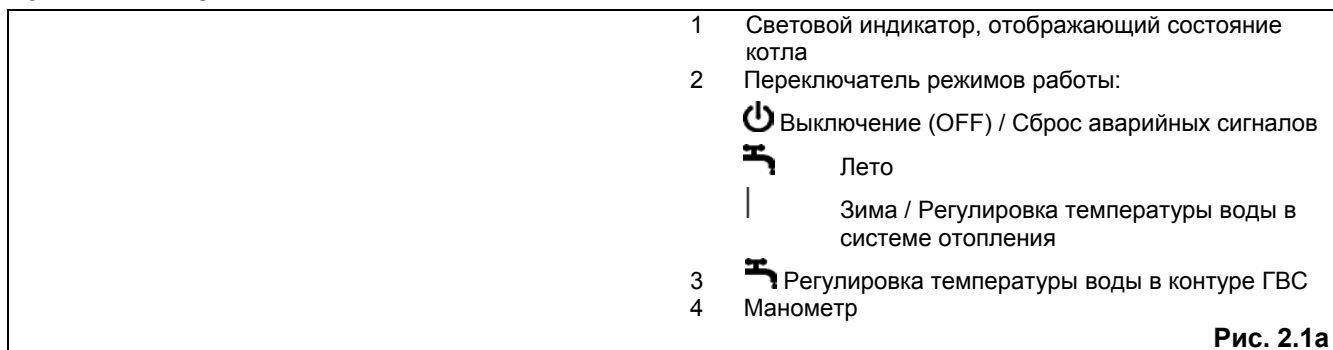 1 Световой индикатор, отображающий состояние
котла
2 Переключатель режимов работы:
Выключение (OFF) / Сброс аварийных сигналов
Лето
Зима / Регулировка температуры воды в
системе отопления
3 Регулировка температуры воды в контуре ГВС
4 Манометр
Рис. 2.1a